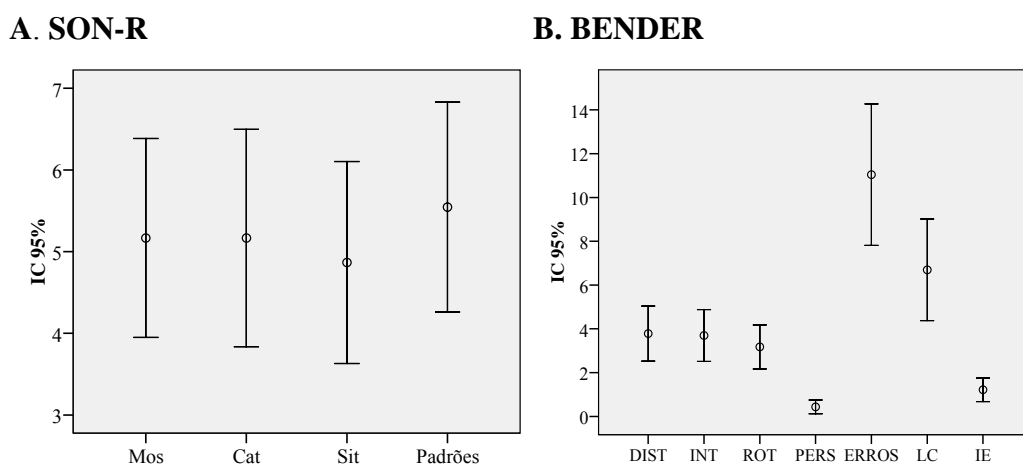 A. SON-R
IC 95%
7
6
5
4
3
Mos Cat Sit Padrões
B. BENDER
IC 95%
14
12
10
8
6
4
2
0
DIST INT ROT PERS ERROS LC IE